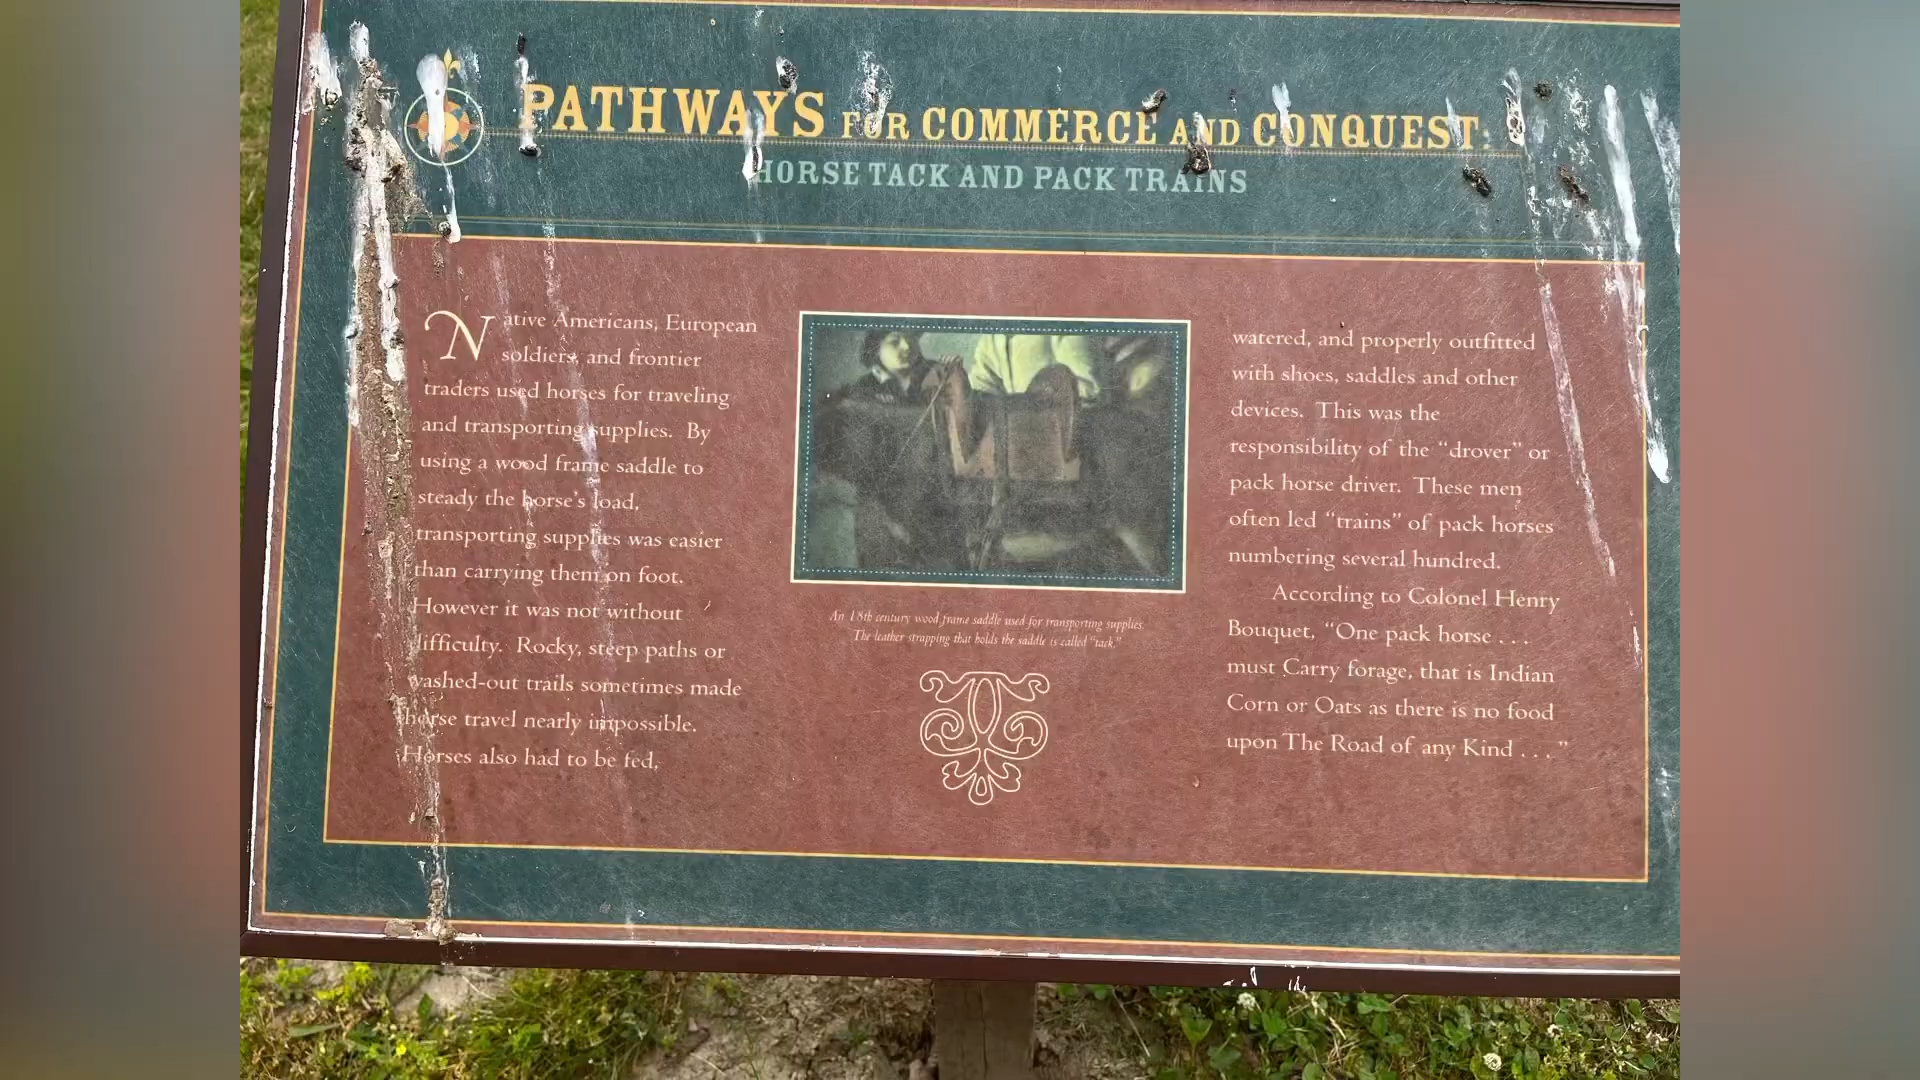 PATHWAYS FOR COMMERCE AND CONQUEST:
HORSE TACK AND PACK TRAINS
Native Americans, European
soldiers, and frontier
traders used horses for traveling
and transporting supplies. By
using a wood frame saddle to
steady the horse's load,
transporting supplies was easier
than carrying them on foot.
However it was not without
difficulty. Rocky, steep paths or
washed-out trails sometimes made
horse travel nearly impossible.
Horses also had to be fed,
An 18th century wood frame saddle used for transporting supplies.
The leather strapping that holds the saddle is called "tack."
watered, and properly outfitted
with shoes, saddles and other
devices. This was the
responsibility of the "drover" or
pack horse driver. These men
often led "trains" of pack horses
numbering several hundred.
According to Colonel Henry
Bouquet, "One pack horse . . .
must Carry forage, that is Indian
Corn or Oats as there is no food
upon The Road of any Kind . . ."